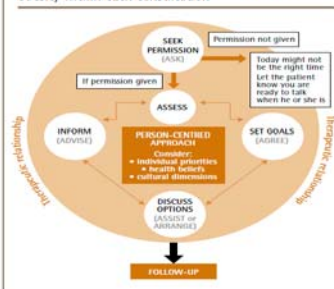 SEEK
PERMISSION
(ASK)
Permission not given
Today might not
be the right time
Let the patient
know you are
ready to talk
when he or she is
If permission given
ASSESS
INFORM
(ADVISE)
PERSON-CENTRED
APPROACH
Consider:
• individual priorities
• health beliefs
• cultural dimensions
SET GOALS
(AGREE)
DISCUSS
OPTIONS
(ASSIST or
ARRANGE)
Therapeutic relationship
Therapeutic relationship
FOLLOW-UP